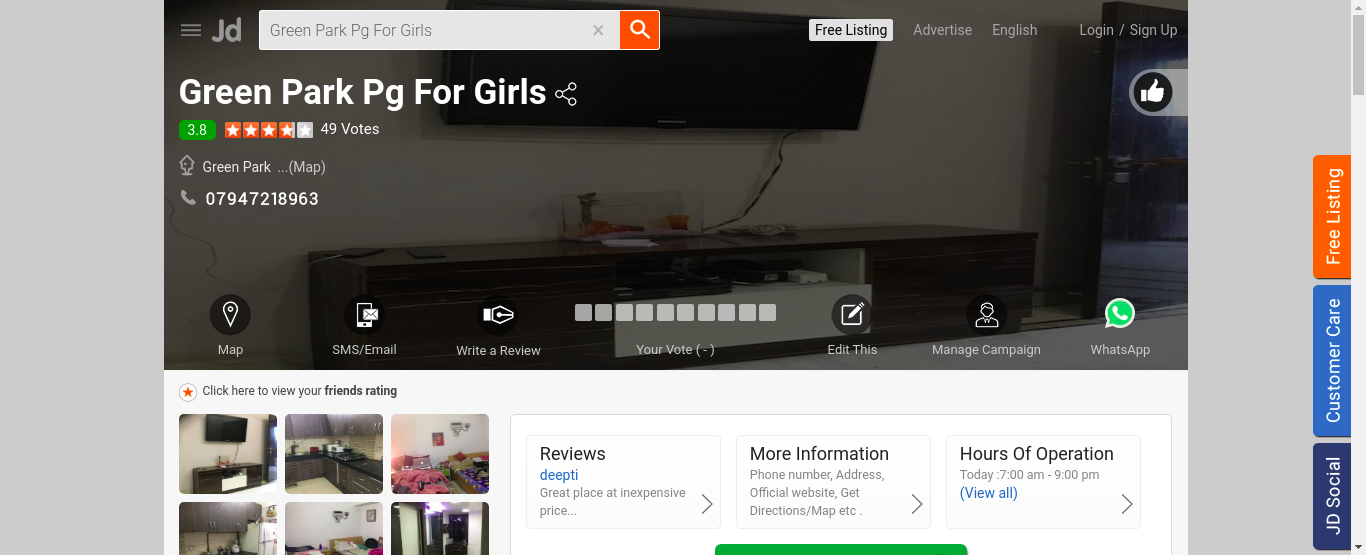 Jd
Green Park Pg For Girls
Free Listing
Advertise
English
Login / Sign Up
Green Park Pg For Girls
3.8
49 Votes
Green Park ...(Map)
07947218963
Map
SMS/Email
Write a Review
Your Vote ( - )
Edit This
Manage Campaign
WhatsApp
Free Listing
Customer Care
JD Social
Click here to view your friends rating
Reviews
deepti
Great place at inexpensive
price...
More Information
Phone number, Address,
Official website, Get
Directions/Map etc .
Hours Of Operation
Today :7:00 am - 9:00 pm
(View all)